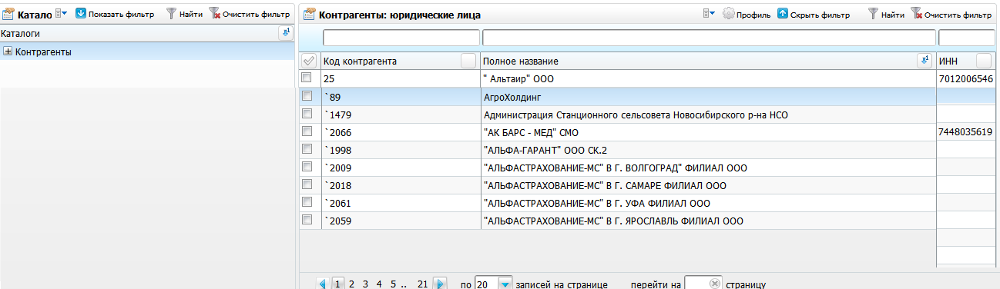 Катало Показать фильтр Найти Очистить фильтр
Каталоги
Контрагенты
Контрагенты: юридические лица Профиль Скрыть фильтр Найти Очистить фильтр
Код контрагента Полное название ИНН
25 " Альтаир" ООО 7012006546
`89 АгроХолдинг
`1479 Администрация Станционного сельсовета Новосибирского р-на НСО
`2066 "АК БАРС - МЕД" СМО 7448035619
`1998 "АЛЬФА-ГАРАНТ" ООО СК.2
`2009 "АЛЬФАСТРАХОВАНИЕ-МС" В Г. ВОЛГОГРАД" ФИЛИАЛ ООО
`2018 "АЛЬФАСТРАХОВАНИЕ-МС" В Г. САМАРЕ ФИЛИАЛ ООО
`2061 "АЛЬФАСТРАХОВАНИЕ-МС" В Г. УФА ФИЛИАЛ ООО
`2059 "АЛЬФАСТРАХОВАНИЕ-МС" В Г. ЯРОСЛАВЛЬ ФИЛИАЛ ООО
1 2 3 4 5 .. 21 по 20 записей на странице перейти на страницу